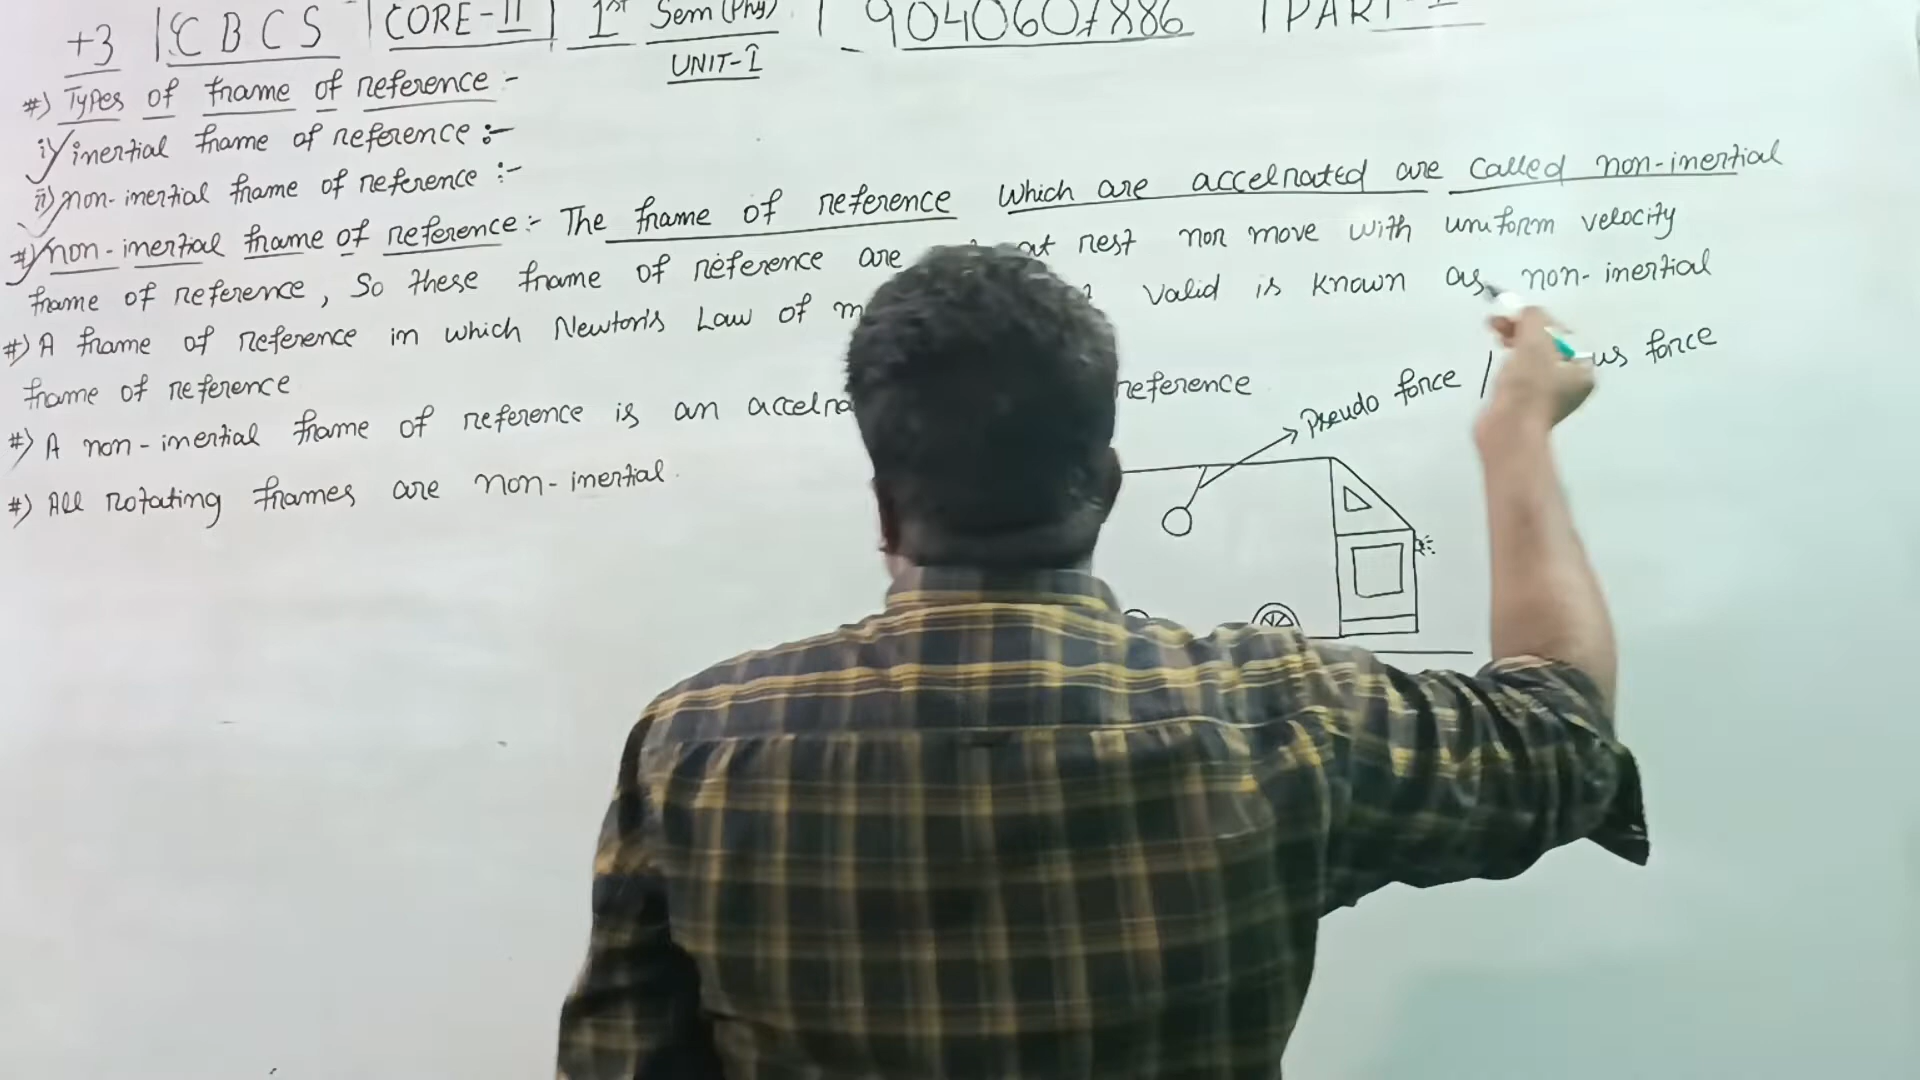 +3 | C B C S | CORE-II | 1st Sem (Phy) | 9040607886 | PART-I
UNIT-I
#) Types of frame of reference :-
i) inertial frame of reference :-
ii) non-inertial frame of reference :-
#) non-inertial frame of reference :- The frame of reference which are accelrated are called non-inertial
frame of reference, So these frame of reference are at rest nor move with uniform velocity
#) A frame of reference in which Newton's Law of valid is known as non-inertial
frame of reference
#) A non-inertial frame of reference is an reference
Pseudo force / force
#) All rotating frames are non-inertial.